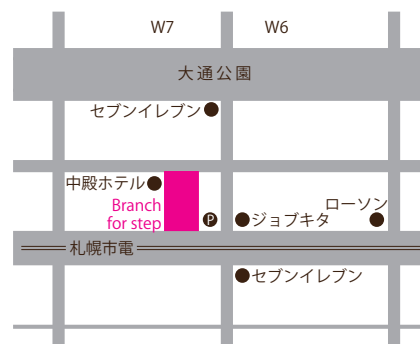 W7
W6
大通公園
セブンイレブン
中殿ホテル
Branch
for step
P
ローソン
ジョブキタ
札幌市電
セブンイレブン